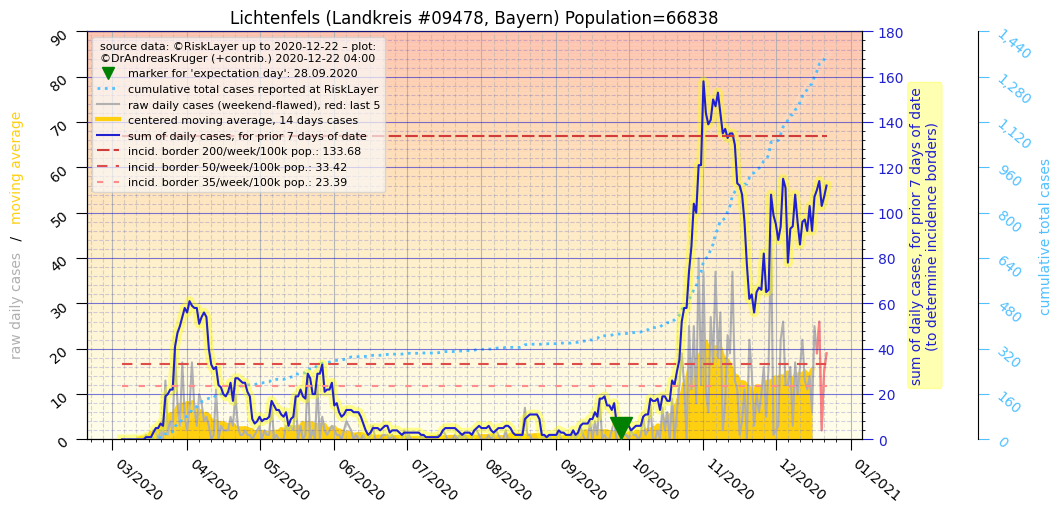 Lichtenfels (Landkreis #09478, Bayern) Population=66838
source data: ©RiskLayer up to 2020-12-22 – plot:
©DrAndreasKruger (+contrib.) 2020-12-22 04:00
marker for 'expectation day': 28.09.2020
cumulative total cases reported at RiskLayer
raw daily cases (weekend-flawed), red: last 5
centered moving average, 14 days cases
sum of daily cases, for prior 7 days of date
incid. border 200/week/100k pop.: 133.68
incid. border 50/week/100k pop.: 33.42
incid. border 35/week/100k pop.: 23.39
raw daily cases / moving average
90
80
70
60
50
40
30
20
10
0
180
160
140
120
100
80
60
40
20
0
sum of daily cases, for prior 7 days of date
(to determine incidence borders)
1,440
1,280
1,120
960
800
640
480
320
160
0
cumulative total cases
03/2020
04/2020
05/2020
06/2020
07/2020
08/2020
09/2020
10/2020
11/2020
12/2020
01/2021